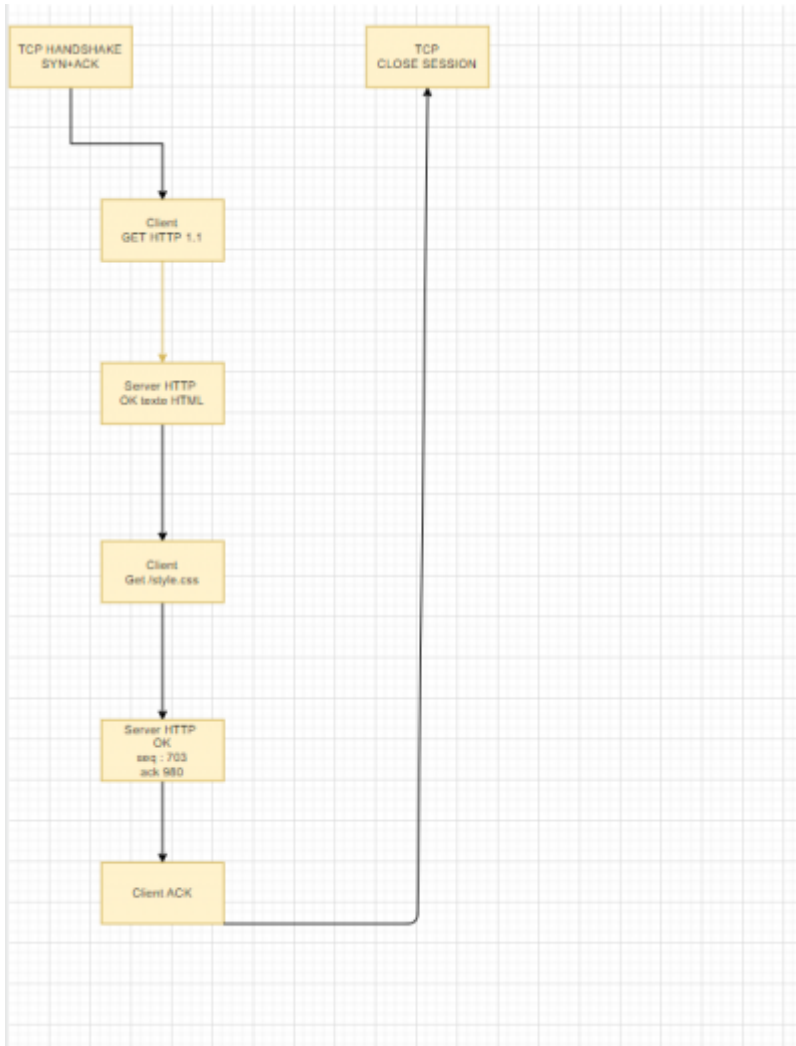 TCP HANDSHAKE
SYN+ACK
TCP
CLOSE SESSION
Client
GET HTTP 1.1
Server HTTP
OK texte HTML
Client
Get /style.css
Server HTTP
OK
seq : 703
ack 980
Client ACK